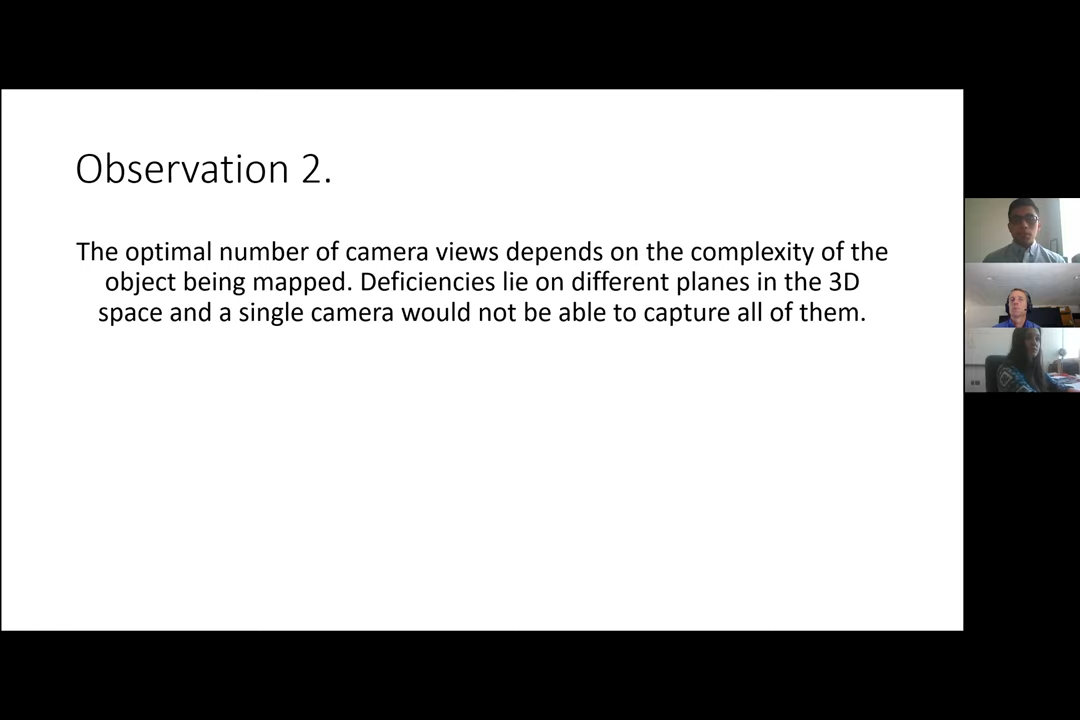 Observation 2.
The optimal number of camera views depends on the complexity of the
object being mapped. Deficiencies lie on different planes in the 3D
space and a single camera would not be able to capture all of them.